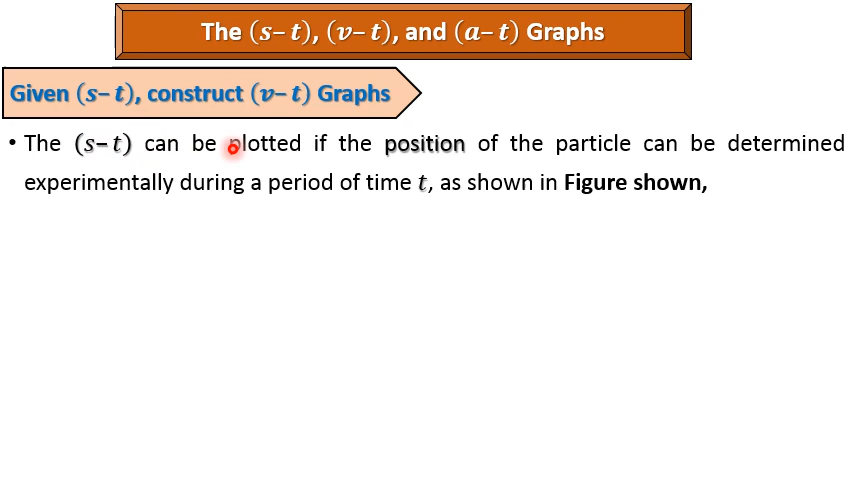 The (s– t), (v– t), and (a– t) Graphs
Given (s– t), construct (v– t) Graphs
• The (s– t) can be plotted if the position of the particle can be determined
experimentally during a period of time t, as shown in Figure shown,